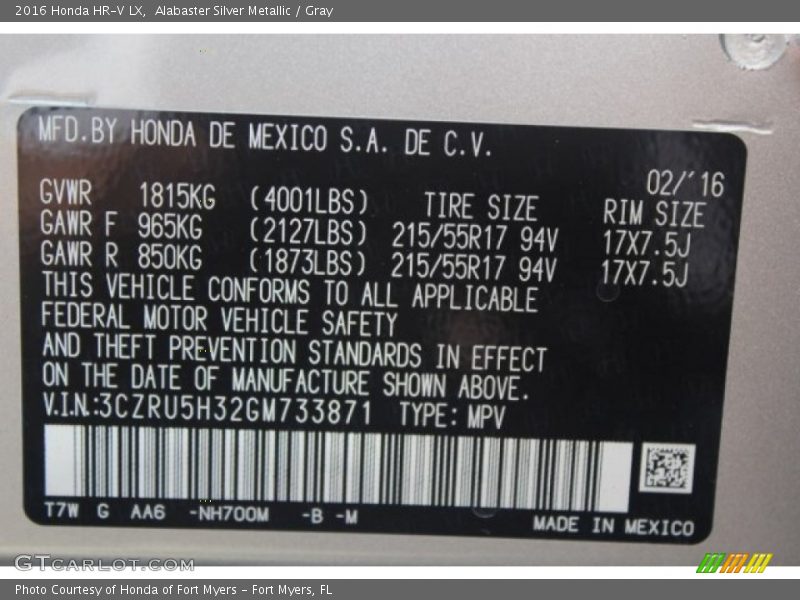 2016 Honda HR-V LX, Alabaster Silver Metallic / Gray
MFD.BY HONDA DE MEXICO S.A. DE C.V.
02/'16
GVWR 1815KG (4001LBS) TIRE SIZE RIM SIZE
GAWR F 965KG (2127LBS) 215/55R17 94V 17X7.5J
GAWR R 850KG (1873LBS) 215/55R17 94V 17X7.5J
THIS VEHICLE CONFORMS TO ALL APPLICABLE
FEDERAL MOTOR VEHICLE SAFETY
AND THEFT PREVENTION STANDARDS IN EFFECT
ON THE DATE OF MANUFACTURE SHOWN ABOVE.
V.I.N.:3CZRU5H32GM733871 TYPE: MPV
T7W G AA6 -NH700M -B -M
MADE IN MEXICO
GTCARLOT.COM
Photo Courtesy of Honda of Fort Myers - Fort Myers, FL